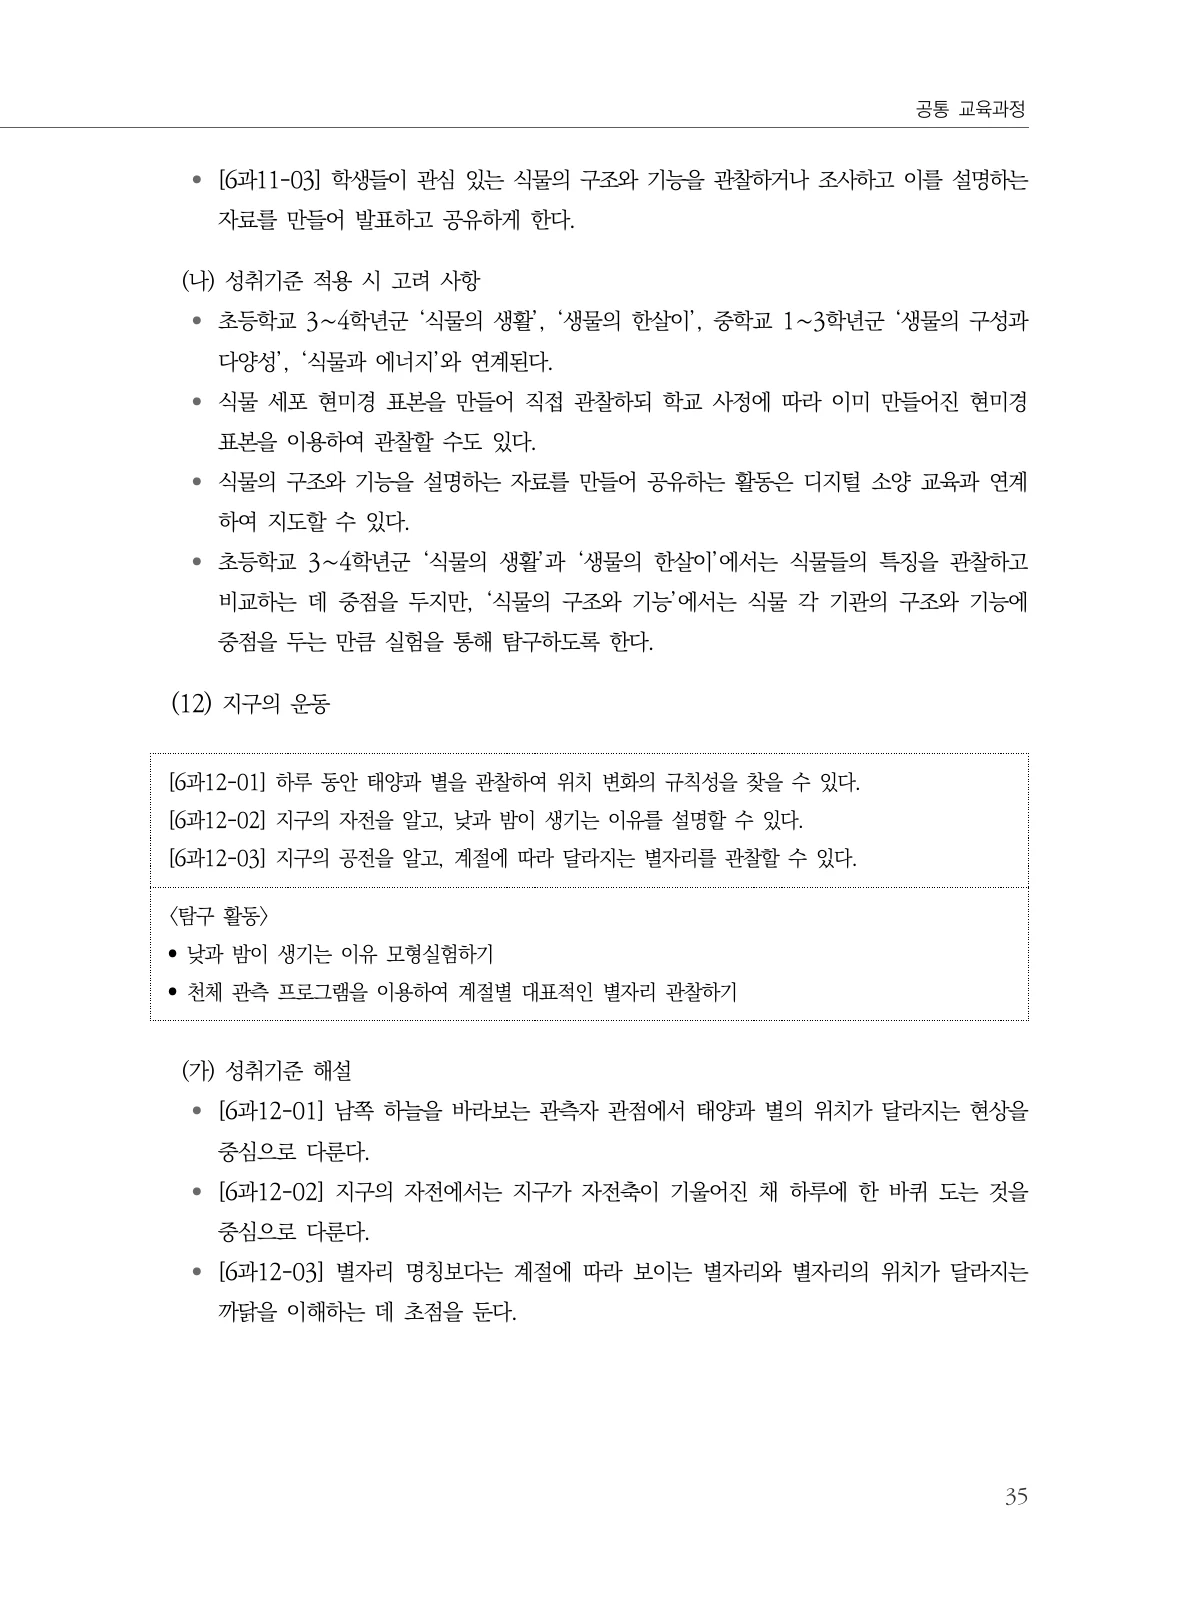 공통 교육과정
• [6과11-03] 학생들이 관심 있는 식물의 구조와 기능을 관찰하거나 조사하고 이를 설명하는
자료를 만들어 발표하고 공유하게 한다.
(나) 성취기준 적용 시 고려 사항
• 초등학교 3~4학년군 ‘식물의 생활’, ‘생물의 한살이’, 중학교 1~3학년군 ‘생물의 구성과
다양성’, ‘식물과 에너지’와 연계된다.
• 식물 세포 현미경 표본을 만들어 직접 관찰하되 학교 사정에 따라 이미 만들어진 현미경
표본을 이용하여 관찰할 수도 있다.
• 식물의 구조와 기능을 설명하는 자료를 만들어 공유하는 활동은 디지털 소양 교육과 연계
하여 지도할 수 있다.
• 초등학교 3~4학년군 ‘식물의 생활’과 ‘생물의 한살이’에서는 식물들의 특징을 관찰하고
비교하는 데 중점을 두지만, ‘식물의 구조와 기능’에서는 식물 각 기관의 구조와 기능에
중점을 두는 만큼 실험을 통해 탐구하도록 한다.
(12) 지구의 운동
[6과12-01] 하루 동안 태양과 별을 관찰하여 위치 변화의 규칙성을 찾을 수 있다.
[6과12-02] 지구의 자전을 알고, 낮과 밤이 생기는 이유를 설명할 수 있다.
[6과12-03] 지구의 공전을 알고, 계절에 따라 달라지는 별자리를 관찰할 수 있다.
〈탐구 활동〉
• 낮과 밤이 생기는 이유 모형실험하기
• 천체 관측 프로그램을 이용하여 계절별 대표적인 별자리 관찰하기
(가) 성취기준 해설
• [6과12-01] 남쪽 하늘을 바라보는 관측자 관점에서 태양과 별의 위치가 달라지는 현상을
중심으로 다룬다.
• [6과12-02] 지구의 자전에서는 지구가 자전축이 기울어진 채 하루에 한 바퀴 도는 것을
중심으로 다룬다.
• [6과12-03] 별자리 명칭보다는 계절에 따라 보이는 별자리와 별자리의 위치가 달라지는
까닭을 이해하는 데 초점을 둔다.
35